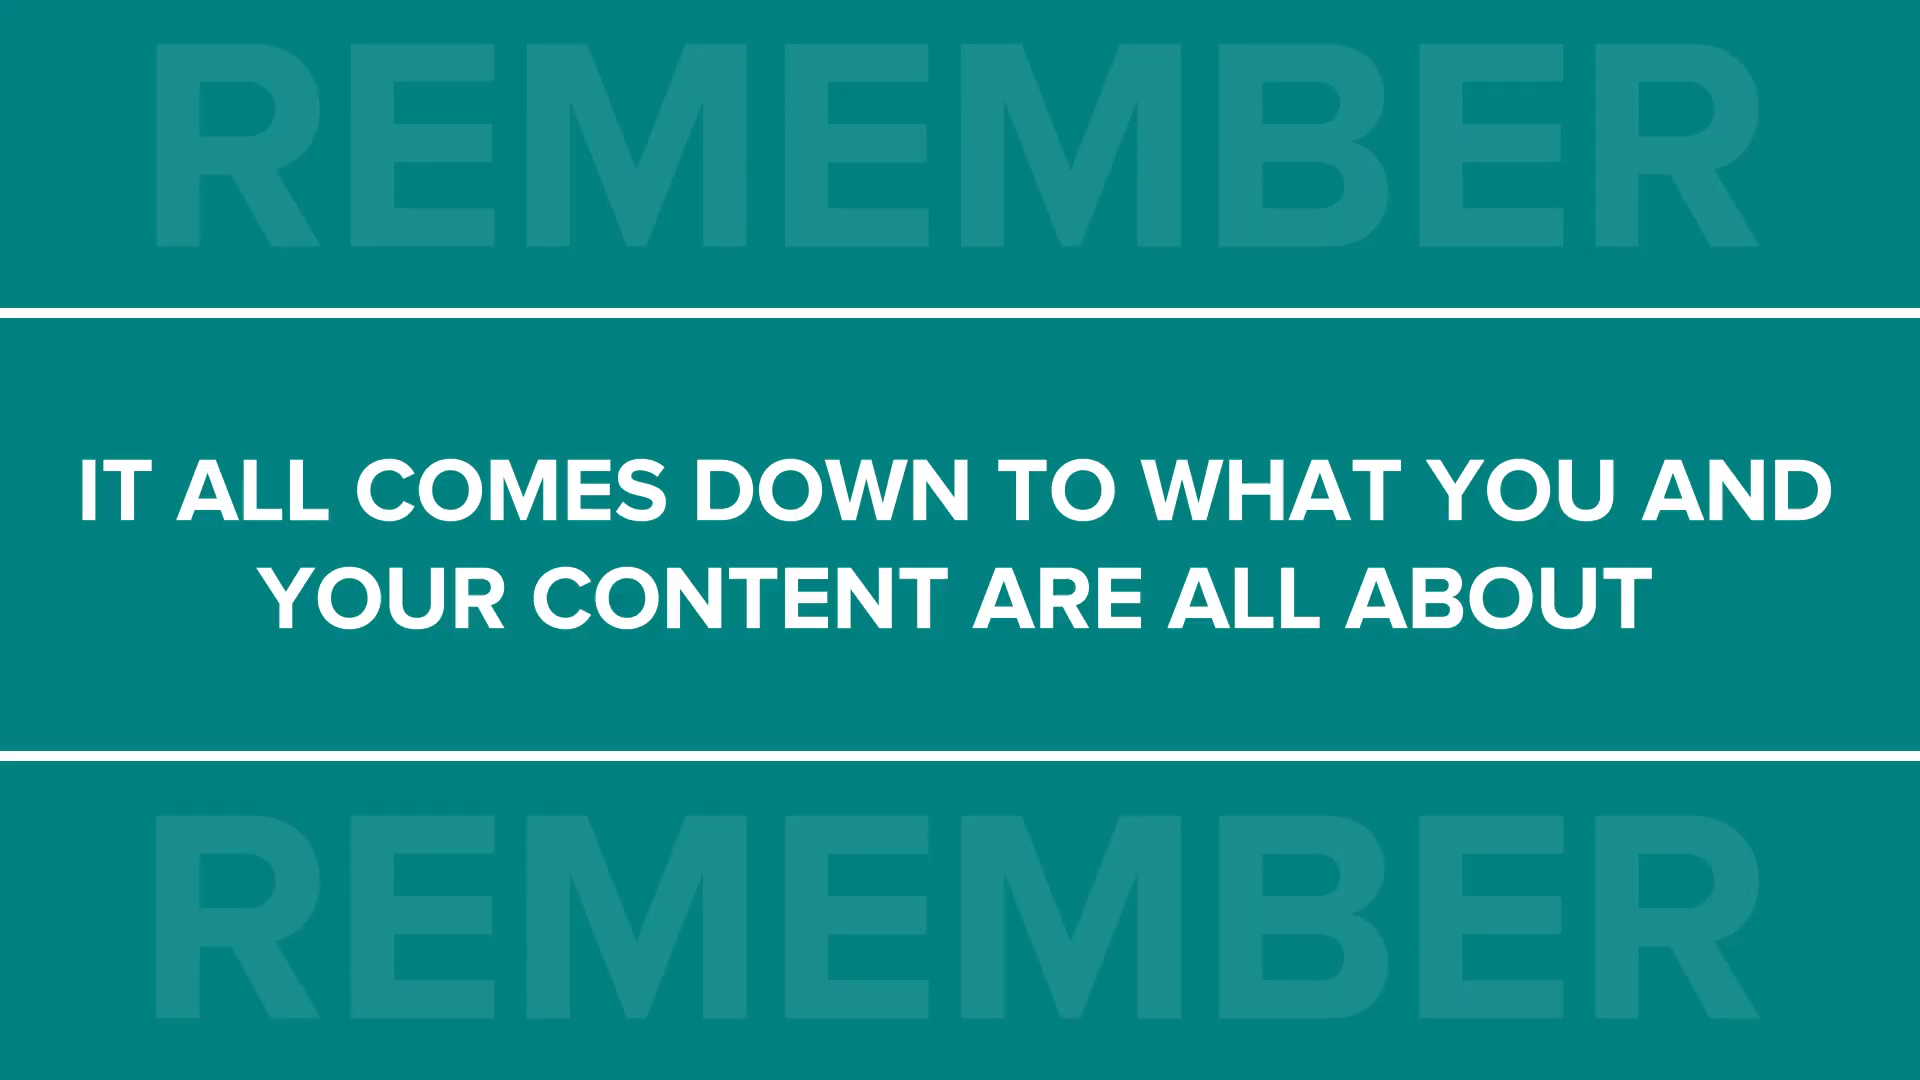 REMEMBER
IT ALL COMES DOWN TO WHAT YOU AND
YOUR CONTENT ARE ALL ABOUT
REMEMBER